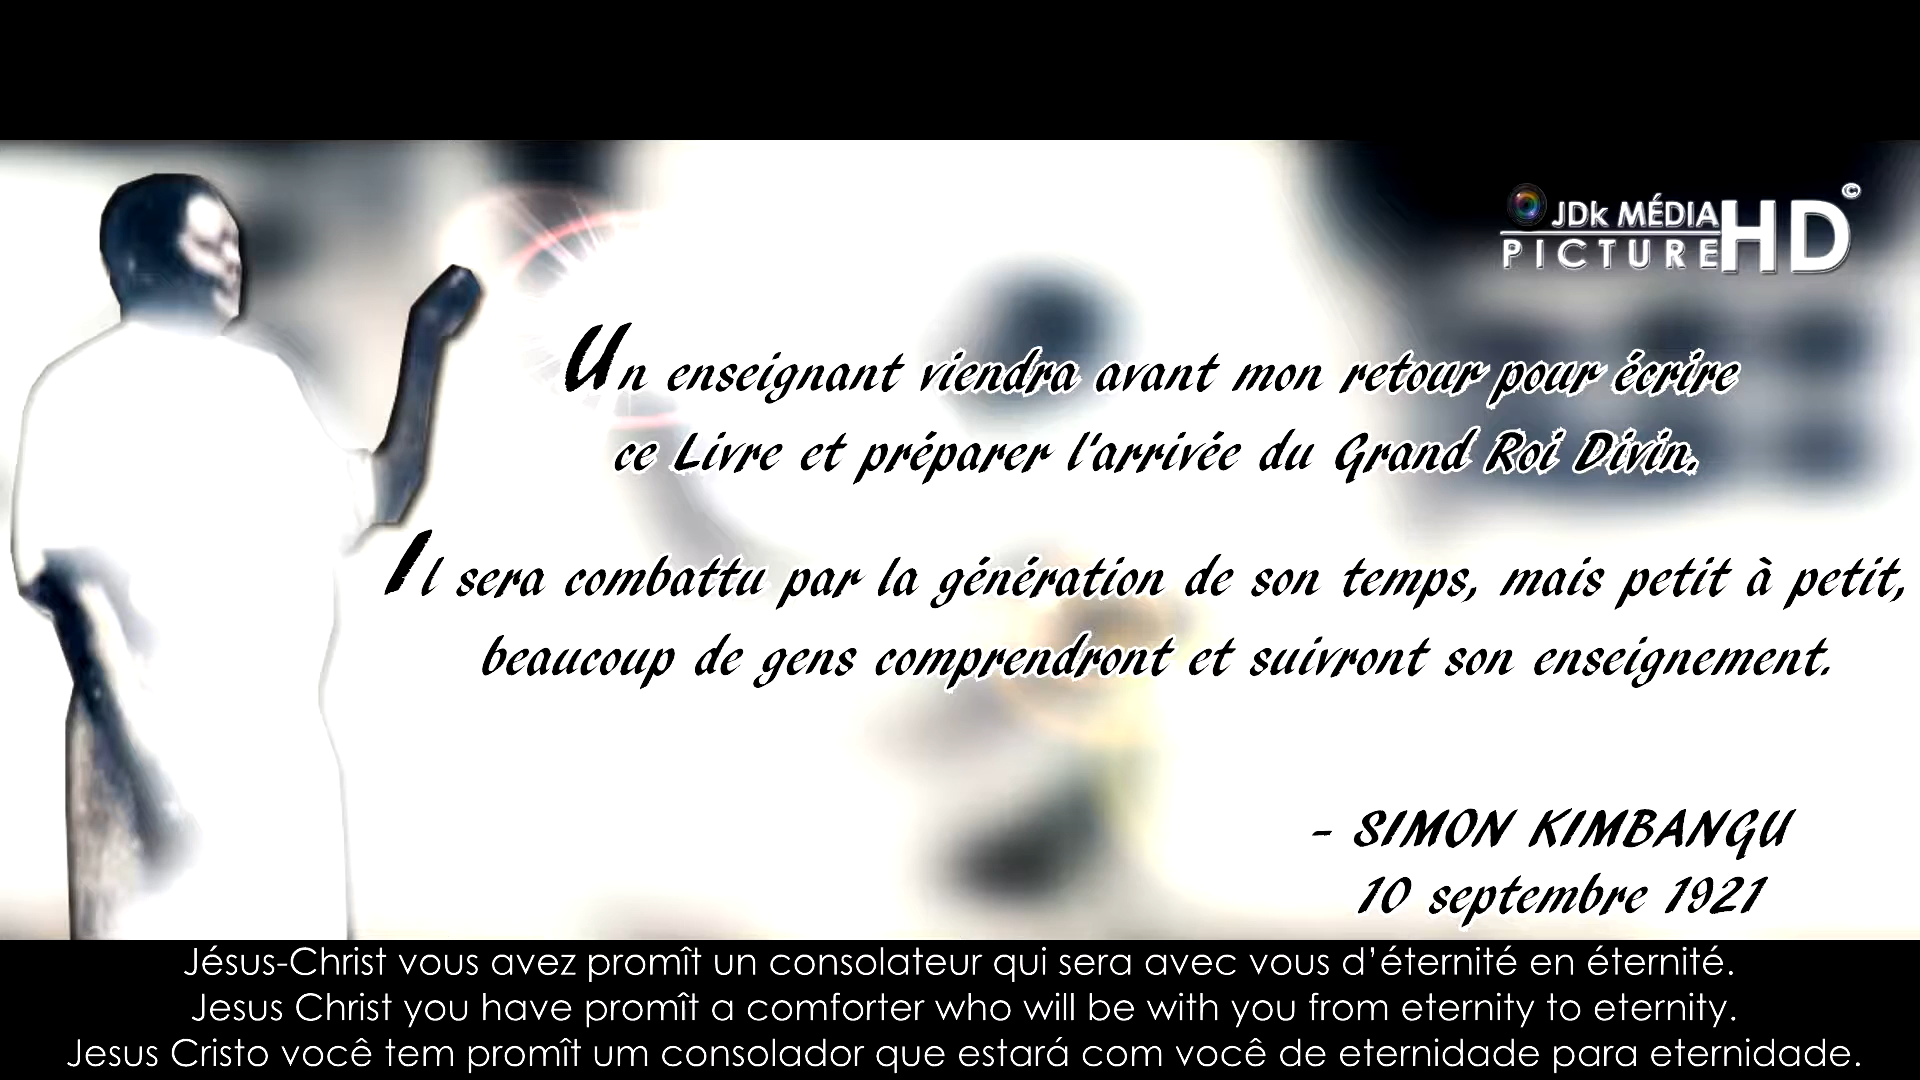 JDk MÉDIA HD©
PICTURE
Un enseignant viendra avant mon retour pour écrire
ce Livre et préparer l'arrivée du Grand Roi Divin.
Il sera combattu par la génération de son temps, mais petit à petit,
beaucoup de gens comprendront et suivront son enseignement.
- SIMON KIMBANGU
10 septembre 1921
Jésus-Christ vous avez promît un consolateur qui sera avec vous d’éternité en éternité.
Jesus Christ you have promît a comforter who will be with you from eternity to eternity.
Jesus Cristo você tem promît um consolador que estará com você de eternidade para eternidade.